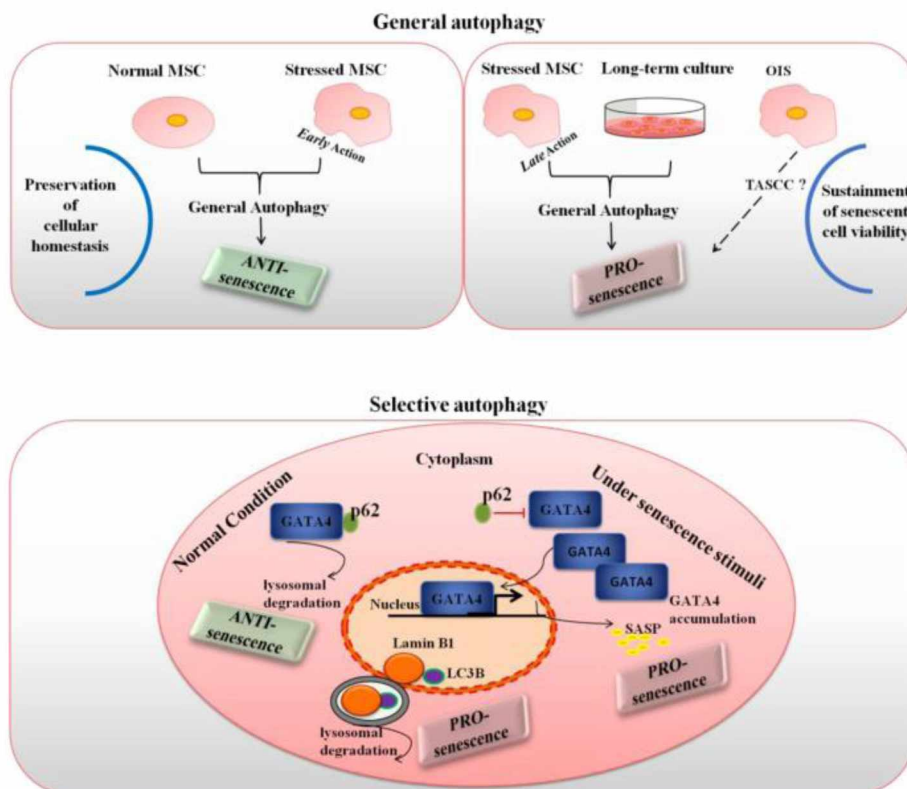 General autophagy
Normal MSC
Stressed MSC
Early Action
Preservation
of
cellular
homestasis
General Autophagy
ANTI-
senescence
Stressed MSC
Long-term culture
OIS
Late Action
TASCC ?
General Autophagy
Sustainment
of senescent
cell viability
PRO-
senescence
Selective autophagy
Cytoplasm
Normal Condition
Under senescence stimuli
GATA4
p62
lysosomal
degradation
ANTI-
senescence
p62
GATA4
GATA4
GATA4
GATA4
accumulation
Nucleus
GATA4
SASP
PRO-
senescence
Lamin B1
LC3B
lysosomal
degradation
PRO-
senescence